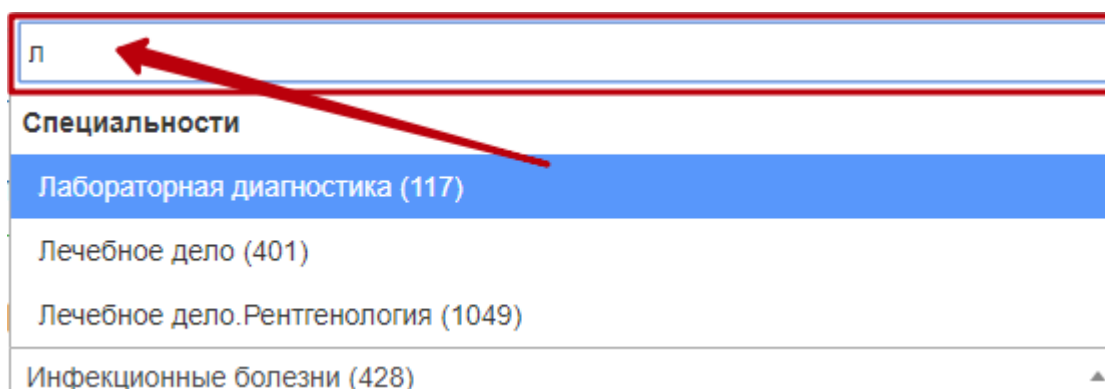 л
Специальности
Лабораторная диагностика (117)
Лечебное дело (401)
Лечебное дело.Рентгенология (1049)
Инфекционные болезни (428)